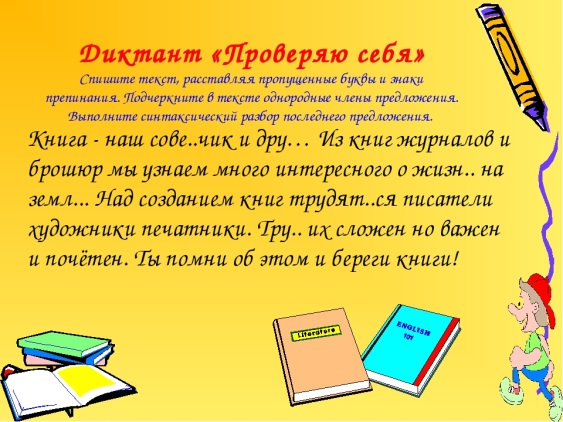 Диктант «Проверяю себя»
Спишите текст, расставляя пропущенные буквы и знаки
препинания. Подчеркните в тексте однородные члены предложения.
Выполните синтаксический разбор последнего предложения.
Книга - наш сове..чик и дру… Из книг журналов и
брошюр мы узнаем много интересного о жизн.. на
земл... Над созданием книг трудят..ся писатели
художники печатники. Тру.. их сложен но важен
и почётен. Ты помни об этом и береги книги!
Literature
ENGLISH
101